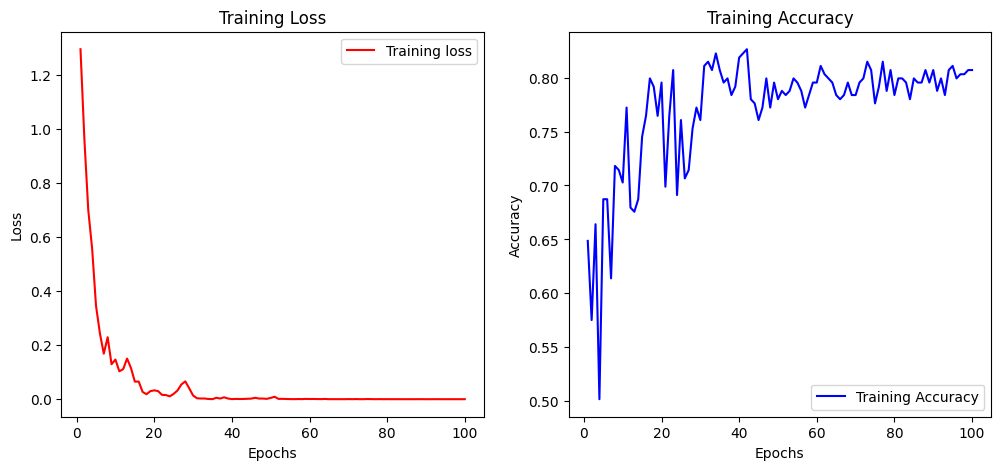 Training Loss
Training loss
1.2
1.0
0.8
0.6
0.4
0.2
0.0
Loss
0 20 40 60 80 100
Epochs
Training Accuracy
0.80
0.75
0.70
0.65
0.60
0.55
0.50
Accuracy
Training Accuracy
0 20 40 60 80 100
Epochs